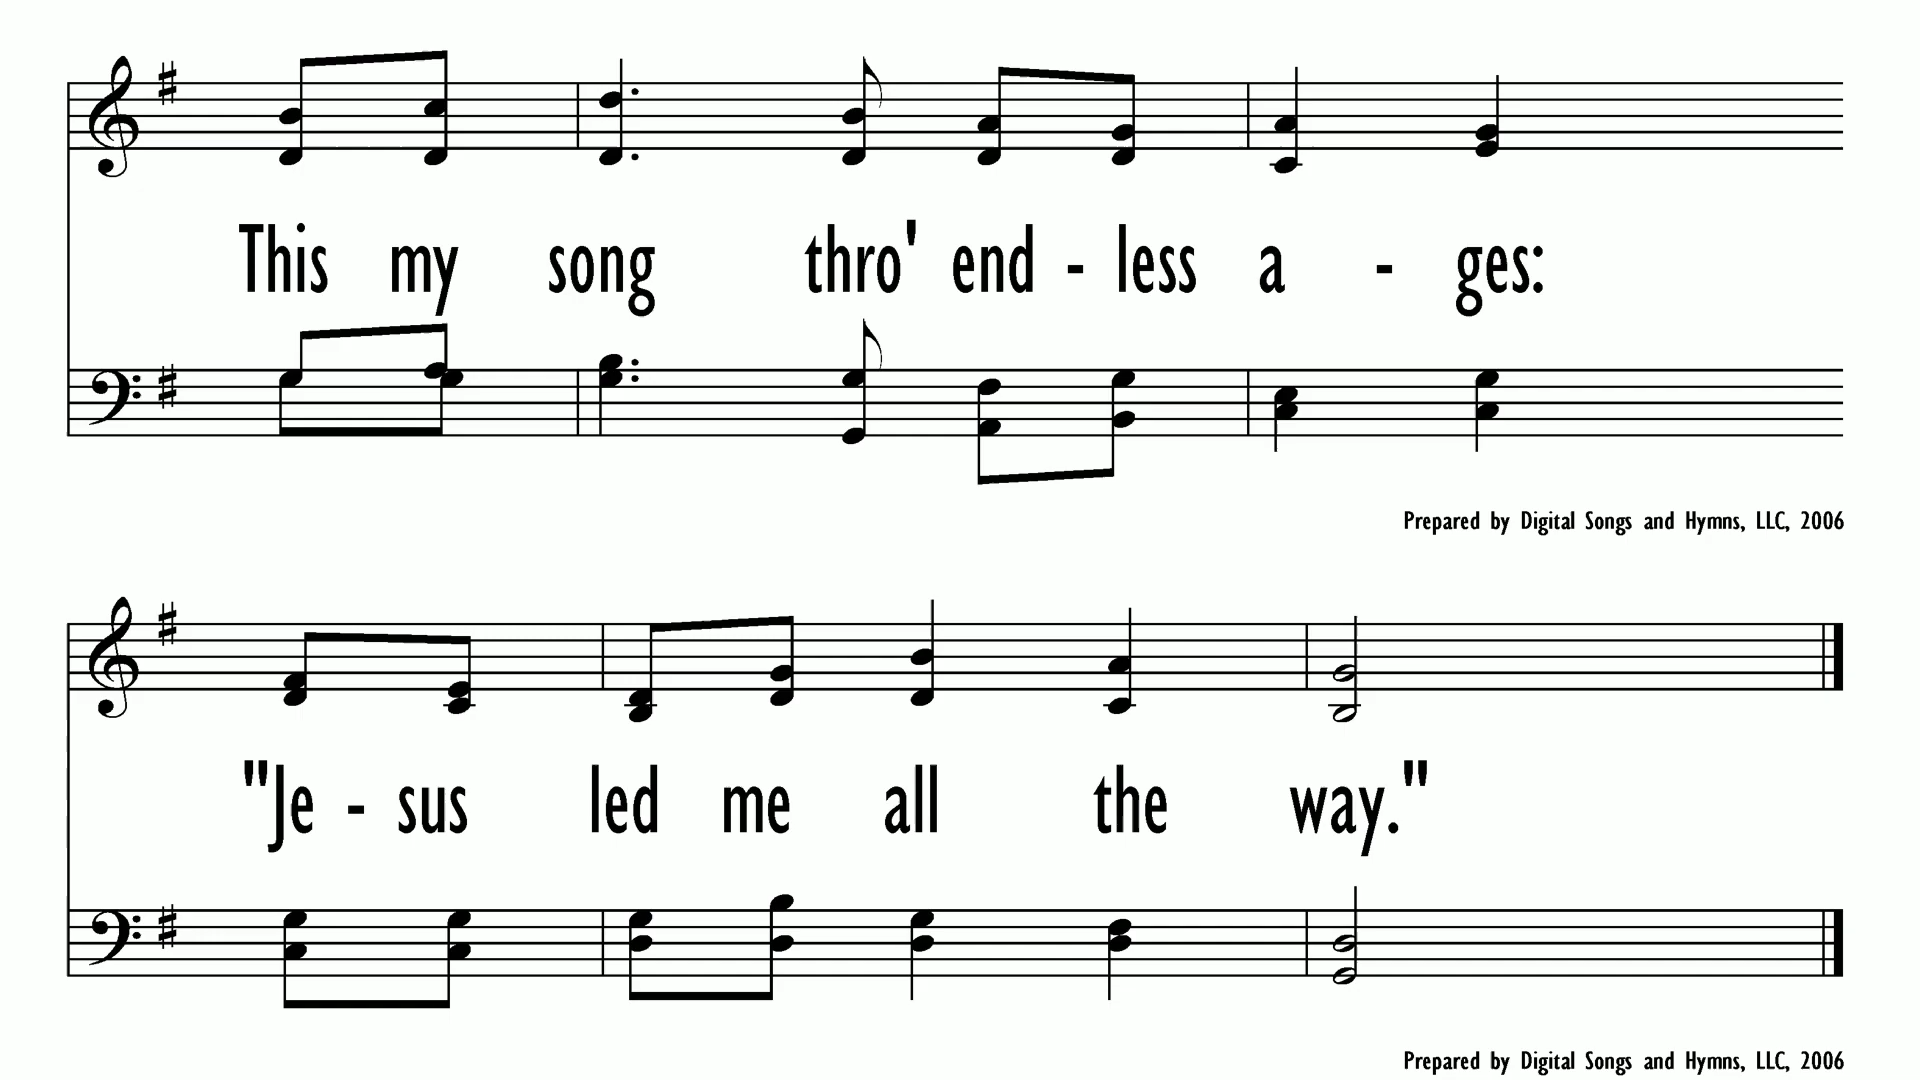 This my song thro' end - less a - ges:
Prepared by Digital Songs and Hymns, LLC, 2006
"Je - sus led me all the way."
Prepared by Digital Songs and Hymns, LLC, 2006